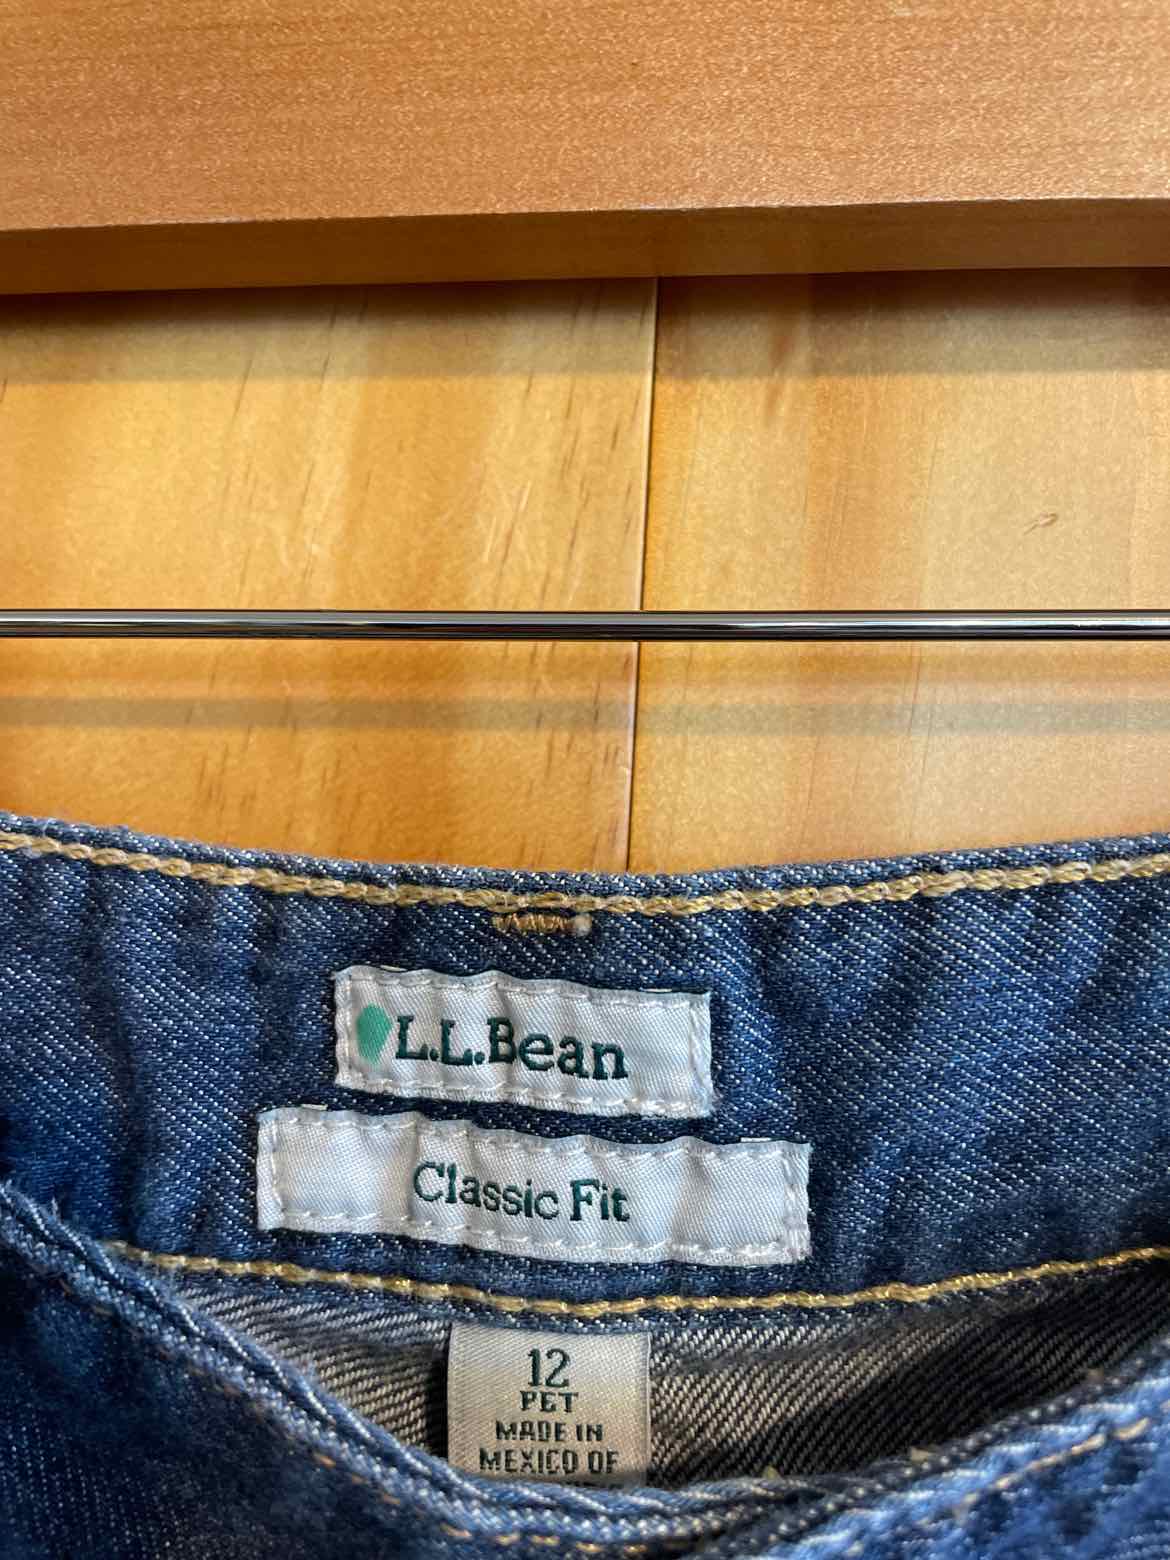 L.L.Bean
Classic Fit
12
PET
MADE IN
MEXICO OF